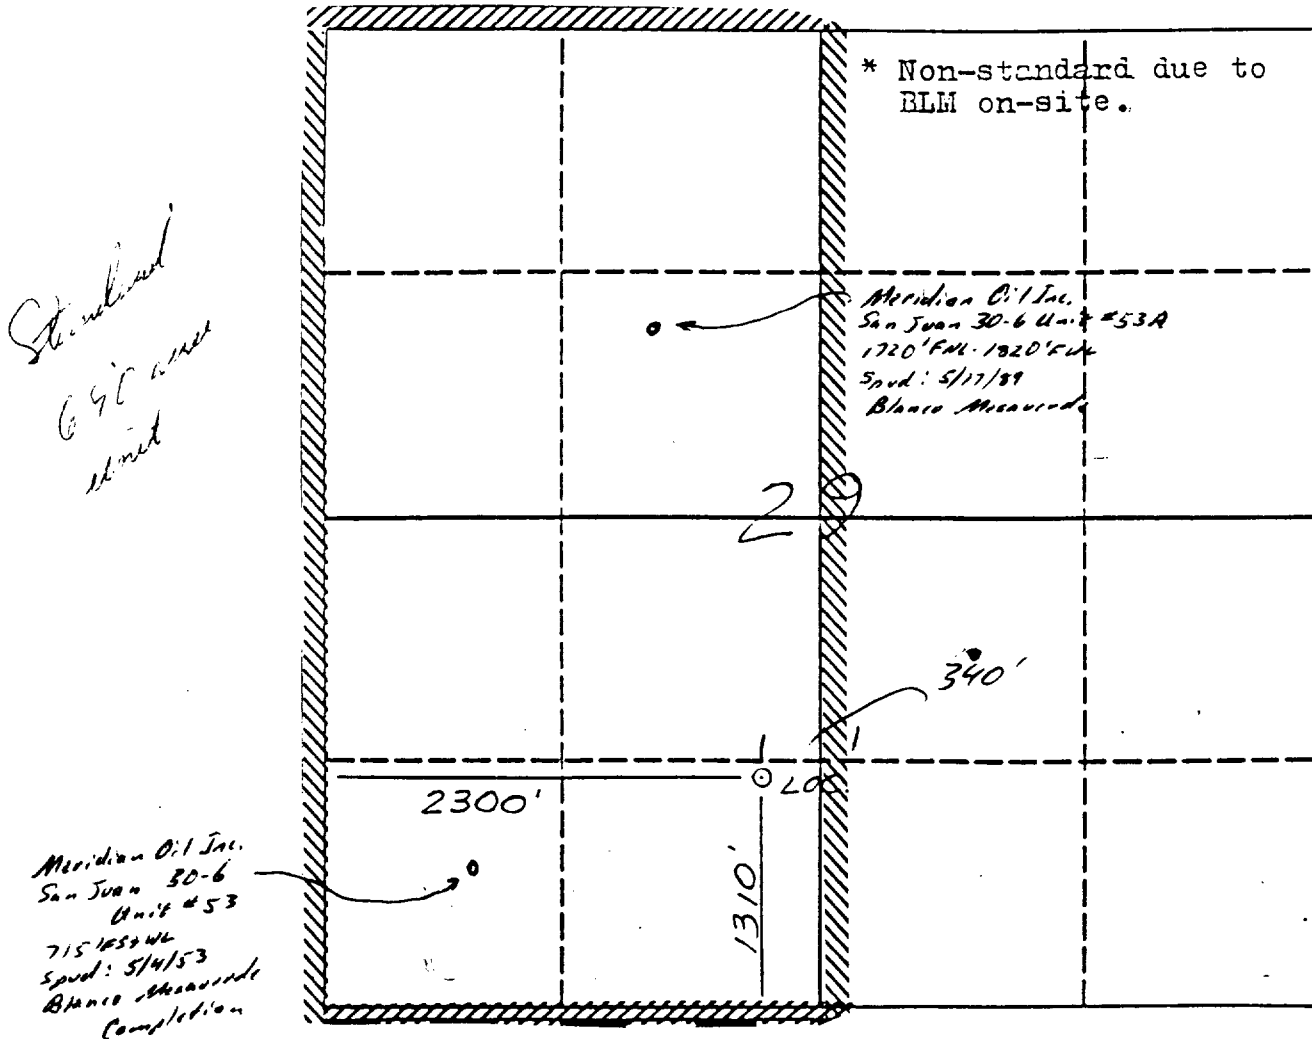 * Non-standard due to
BLM on-site.
Standard
unit
Meridian Oil Inc.
San Juan 30-6 Unit #53A
1720' FNL - 1820' FWL
Spud: 5/17/89
Blanco Mesaverde
29
340'
2300'
1310'
Meridian Oil Inc.
San Juan 30-6
Unit #53
715' FS+WL
Spud: 5/4/53
Blanco Mesaverde
Completion